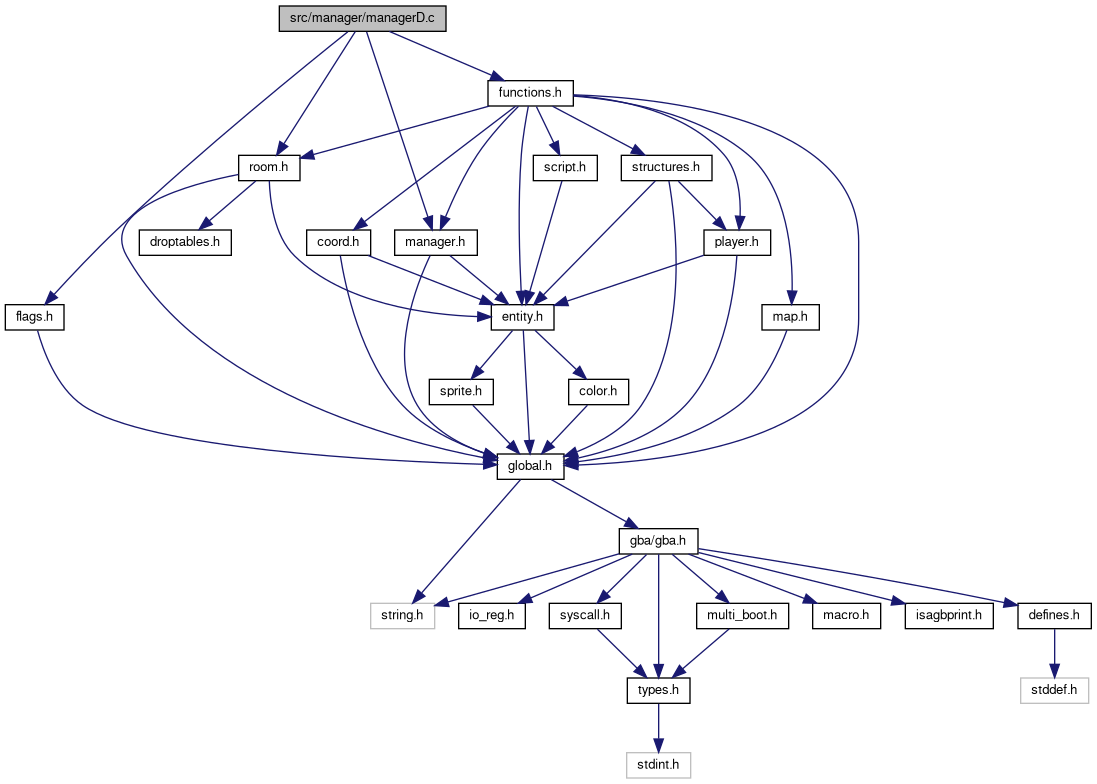 src/manager/managerD.c
functions.h
room.h
script.h
structures.h
droptables.h
coord.h
manager.h
player.h
flags.h
entity.h
map.h
sprite.h
color.h
global.h
gba/gba.h
string.h
io_reg.h
syscall.h
multi_boot.h
macro.h
isagbprint.h
defines.h
types.h
stddef.h
stdint.h